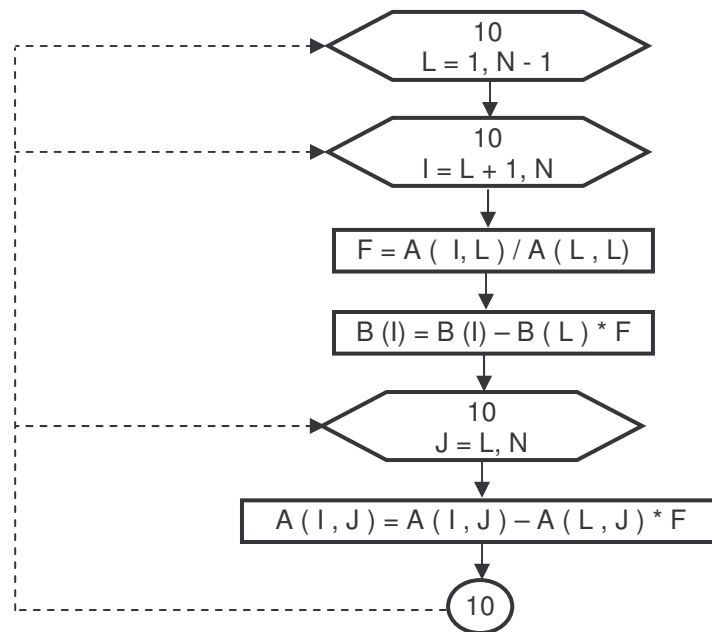 10
L = 1, N - 1
10
I = L + 1, N
F = A ( I, L ) / A ( L , L)
B (I) = B (I) – B ( L ) * F
10
J = L, N
A ( I , J ) = A ( I , J ) – A ( L , J ) * F
10